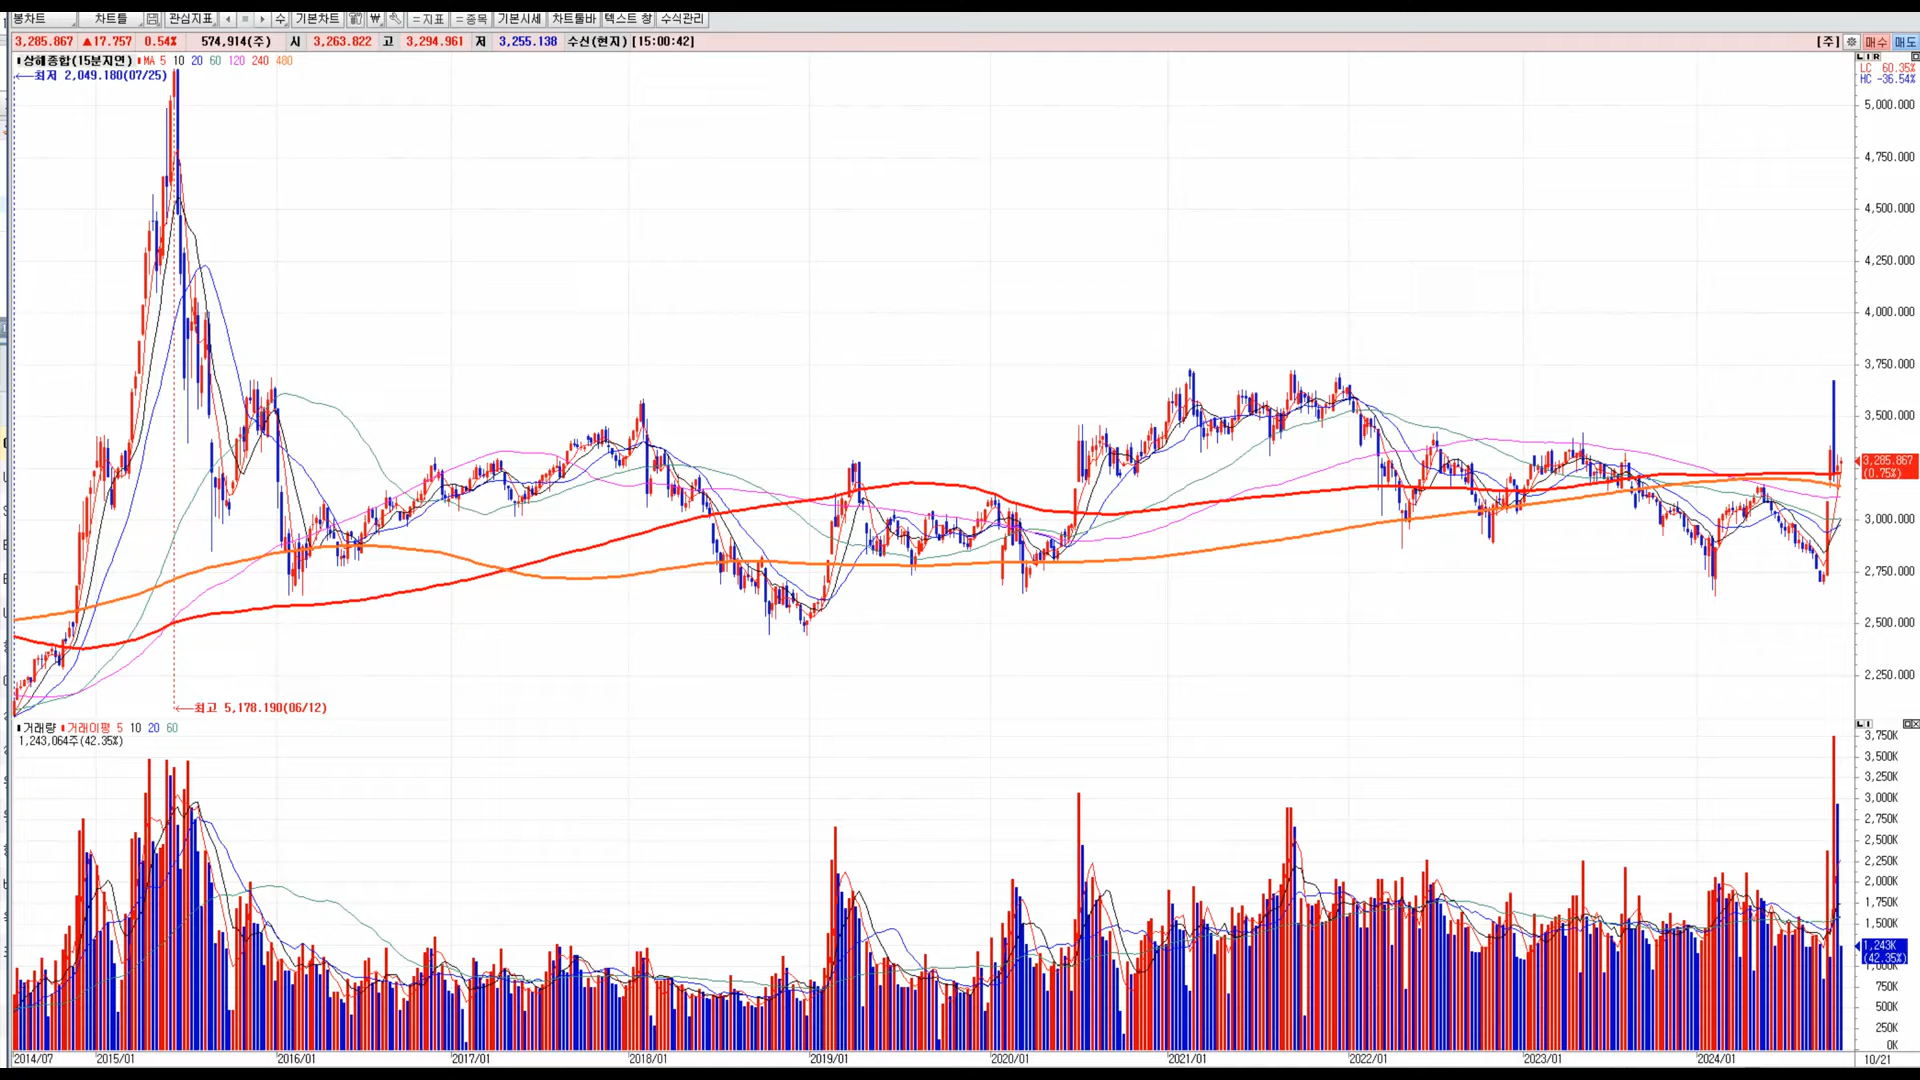 봉차트 차트틀 관심지표 수 기본차트 ₩ =지표 =종목 기본시세 차트툴바 텍스트 창 수식관리
3,285.867 ▲17.757 0.54% 574,914(주) 시 3,263.822 고 3,294.961 저 3,255.138 수신(현지) [15:00:42] [주] 매수 매도
상해종합(15분지연) MA 5 10 20 60 120 240 480
최저 2,049.180(07/25)
LC 60.35%
HC -36.54%
5,000.000
4,750.000
4,500.000
4,250.000
4,000.000
3,750.000
3,500.000
3,285.867
(0.75%)
3,000.000
2,750.000
2,500.000
2,250.000
최고 5,178.190(06/12)
거래량 거래이평 5 10 20 60
1,243,064주(42.35%)
3,750K
3,500K
3,250K
3,000K
2,750K
2,500K
2,250K
2,000K
1,750K
1,500K
1,243K
(42.35%)
1,000K
750K
500K
250K
0K
2014/07 2015/01 2016/01 2017/01 2018/01 2019/01 2020/01 2021/01 2022/01 2023/01 2024/01 10/21